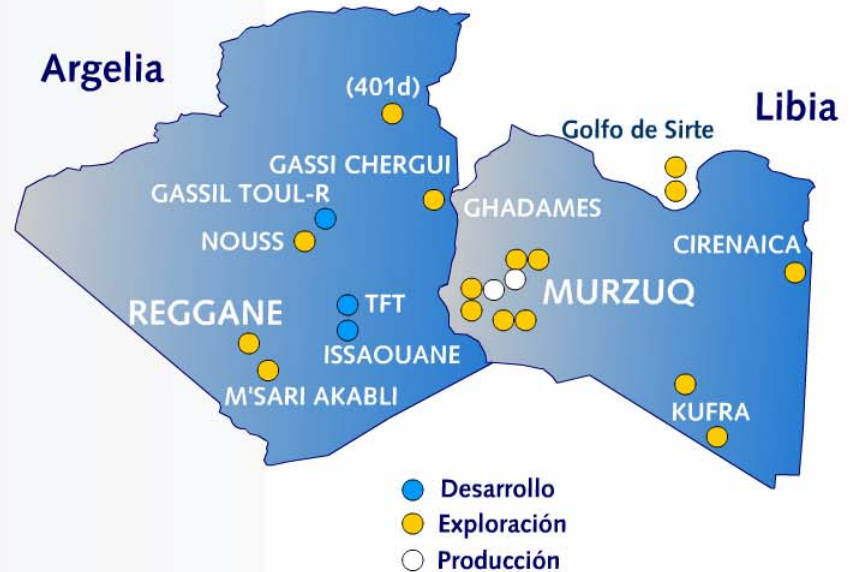 Argelia
Libia
(401d)
Golfo de Sirte
GASSI CHERGUI
GASSIL TOUL-R
GHADAMES
NOUSS
CIRENAICA
MURZUQ
REGGANE
TFT
ISSAOUANE
M'SARI AKABLI
KUFRA
Desarrollo
Exploración
Producción